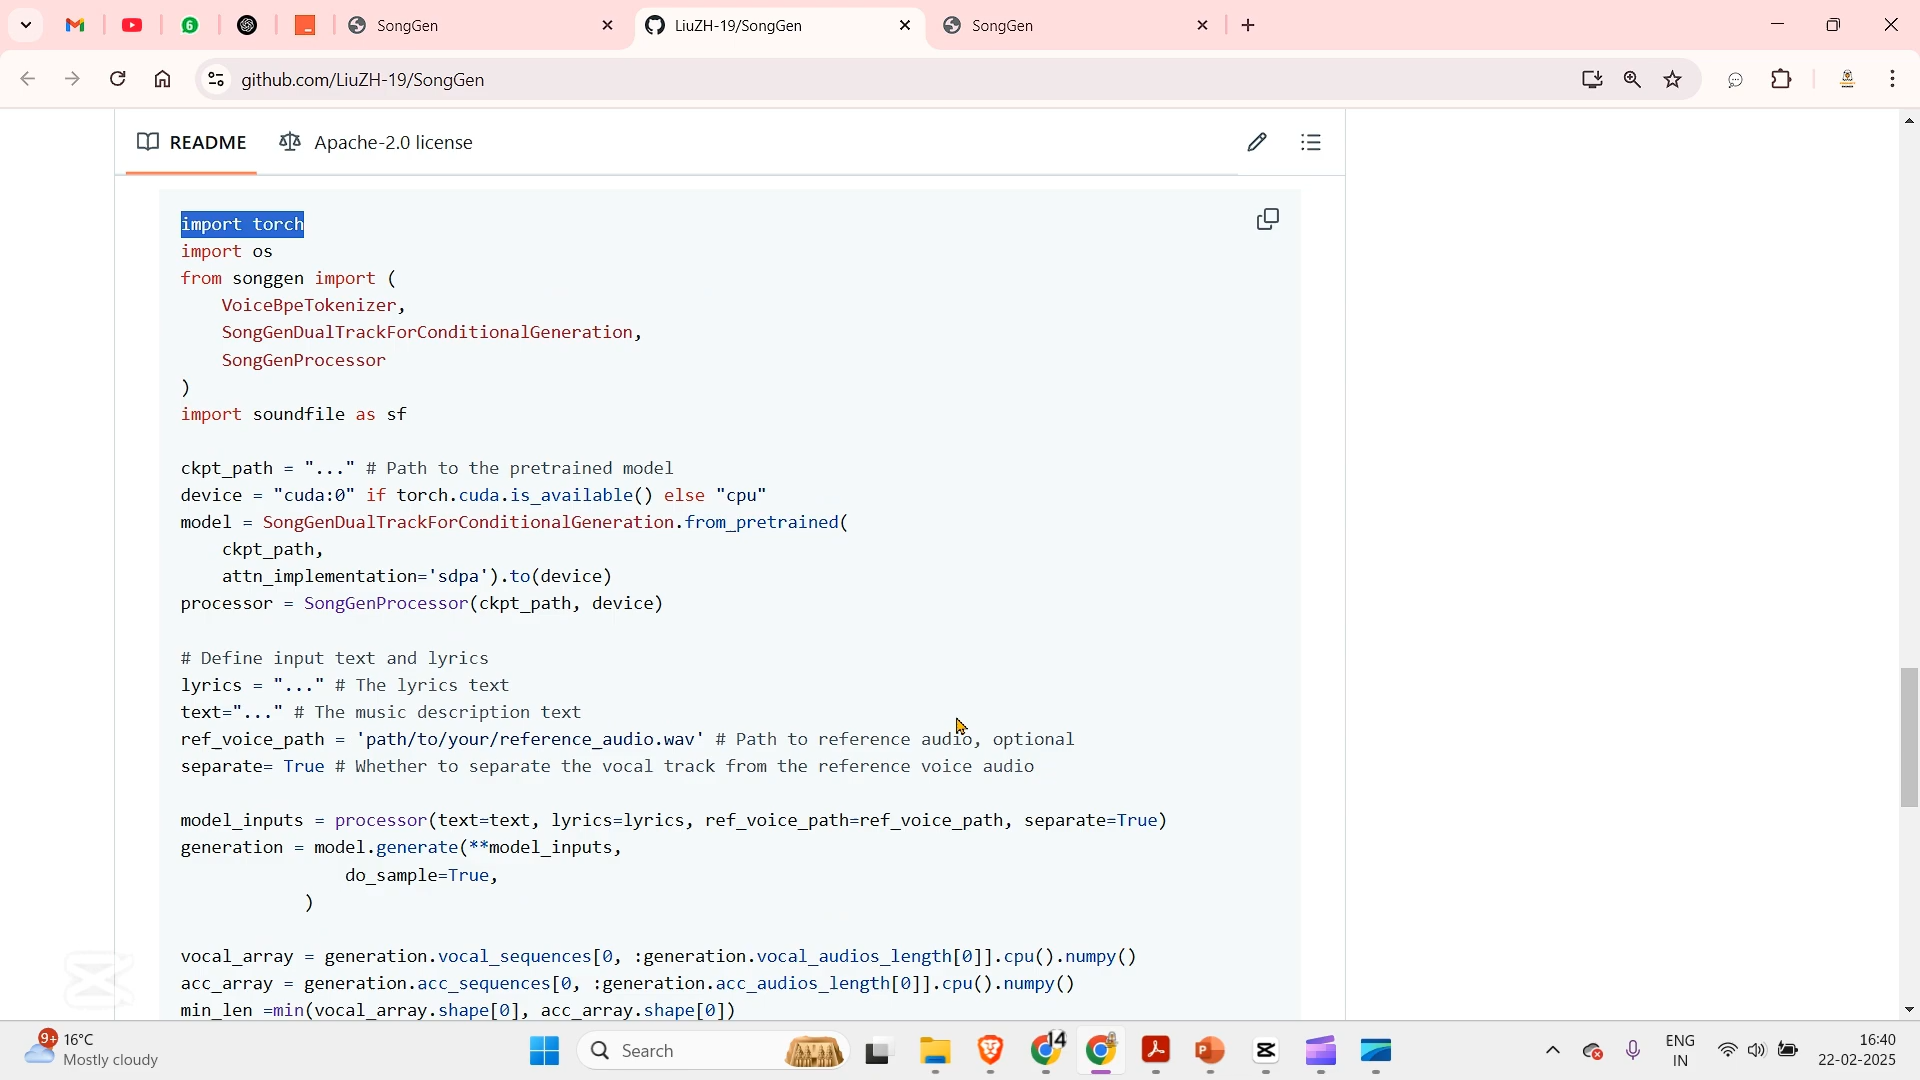 SongGen
LiuZH-19/SongGen
SongGen
github.com/LiuZH-19/SongGen
README
Apache-2.0 license
import torch
import os
from songgen import (
VoiceBpeTokenizer,
SongGenDualTrackForConditionalGeneration,
SongGenProcessor
)
import soundfile as sf
ckpt_path = "..." # Path to the pretrained model
device = "cuda:0" if torch.cuda.is_available() else "cpu"
model = SongGenDualTrackForConditionalGeneration.from_pretrained(
ckpt_path,
attn_implementation='sdpa').to(device)
processor = SongGenProcessor(ckpt_path, device)
# Define input text and lyrics
lyrics = "..." # The lyrics text
text="..." # The music description text
ref_voice_path = 'path/to/your/reference_audio.wav' # Path to reference audio, optional
separate= True # Whether to separate the vocal track from the reference voice audio
model_inputs = processor(text=text, lyrics=lyrics, ref_voice_path=ref_voice_path, separate=True)
generation = model.generate(**model_inputs,
do_sample=True,
)
vocal_array = generation.vocal_sequences[0, :generation.vocal_audios_length[0]].cpu().numpy()
acc_array = generation.acc_sequences[0, :generation.acc_audios_length[0]].cpu().numpy()
min_len =min(vocal_array.shape[0], acc_array.shape[0])
9+
16°C
Mostly cloudy
Search
14
ENG
IN
16:40
22-02-2025